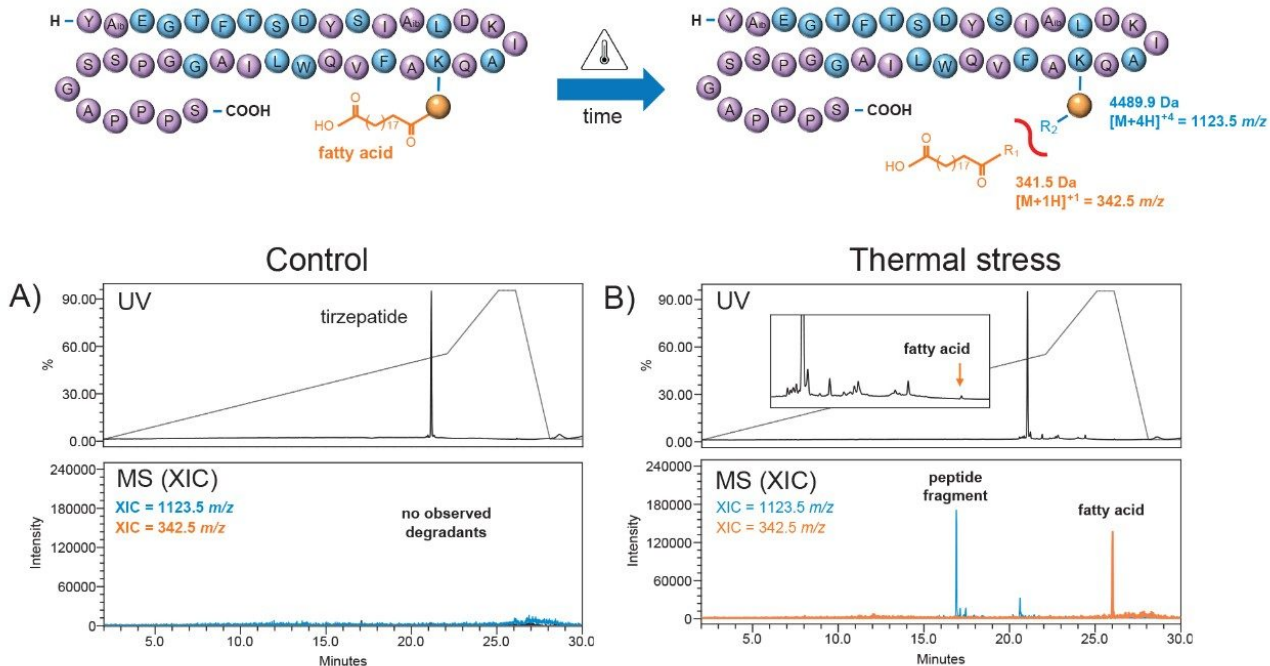 H Y Aib E G T F T S D Y S I Aib L D K
I
S S P G G A I L W Q V F A K Q A
G
A P P P S COOH
O
HO
( )17
O
fatty acid
time
H Y Aib E G T F T S D Y S I Aib L D K
I
S S P G G A I L W Q V F A K Q A
G
A P P P S COOH
R2
4489.9 Da
[M+4H]+4 = 1123.5 m/z
O
HO
( )17
R1
O
341.5 Da
[M+1H]+1 = 342.5 m/z
Control
A)
UV
tirzepatide
90.00
60.00
30.00
0.00
%
MS (XIC)
XIC = 1123.5 m/z
XIC = 342.5 m/z
no observed
degradants
240000
180000
120000
60000
0
Intensity
5.0 10.0 15.0 20.0 25.0 30.0
Minutes
Thermal stress
B)
UV
fatty acid
90.00
60.00
30.00
0.00
%
MS (XIC)
XIC = 1123.5 m/z
XIC = 342.5 m/z
peptide
fragment
fatty acid
240000
180000
120000
60000
0
Intensity
5.0 10.0 15.0 20.0 25.0 30.0
Minutes